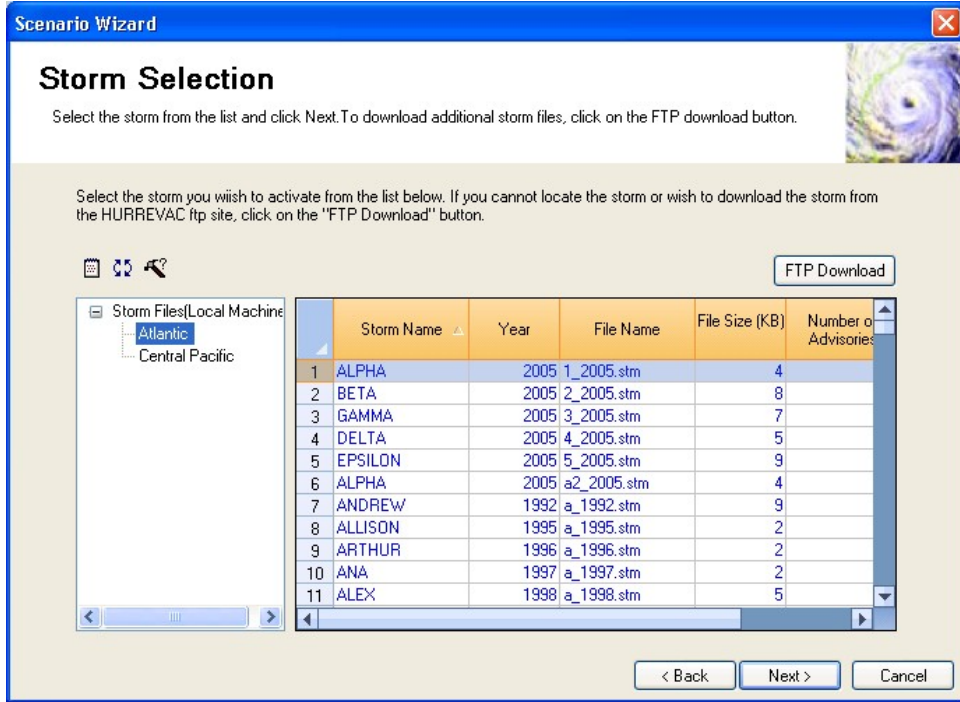 Scenario Wizard
Storm Selection
Select the storm from the list and click Next.To download additional storm files, click on the FTP download button.
Select the storm you wiish to activate from the list below. If you cannot locate the storm or wish to download the storm from
the HURREVAC ftp site, click on the "FTP Download" button.
FTP Download
Storm Files(Local Machine
Atlantic
Central Pacific
Storm Name Year File Name File Size (KB) Number of Advisories
1 ALPHA 2005 1_2005.stm 4
2 BETA 2005 2_2005.stm 8
3 GAMMA 2005 3_2005.stm 7
4 DELTA 2005 4_2005.stm 5
5 EPSILON 2005 5_2005.stm 9
6 ALPHA 2005 a2_2005.stm 4
7 ANDREW 1992 a_1992.stm 9
8 ALLISON 1995 a_1995.stm 2
9 ARTHUR 1996 a_1996.stm 2
10 ANA 1997 a_1997.stm 2
11 ALEX 1998 a_1998.stm 5
< Back
Next >
Cancel